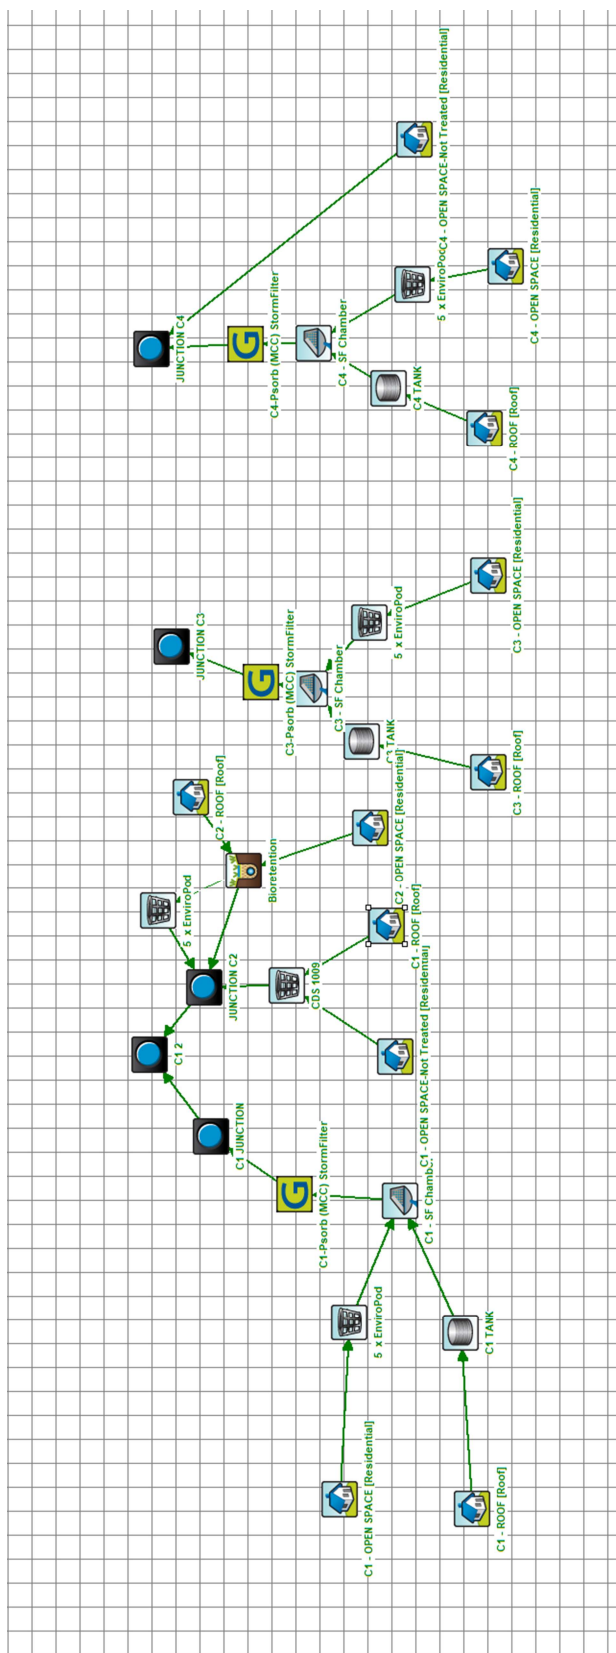 C4 - OPEN SPACE-Not Treated [Residential]
5 x EnviroPod
C4 - OPEN SPACE [Residential]
JUNCTION C4
C4-Psorb (MCC) StormFilter
C4 - SF Chamber
C4 TANK
C4 - ROOF [Roof]
C3 - OPEN SPACE [Residential]
5 x EnviroPod
JUNCTION C3
C3-Psorb (MCC) StormFilter
C3 - SF Chamber
C3 TANK
C3 - ROOF [Roof]
C2 - ROOF [Roof]
C2 - OPEN SPACE [Residential]
Bioretention
5 x EnviroPod
JUNCTION C2
C1 - ROOF [Roof]
CDS 1009
C1 2
C1 - OPEN SPACE-Not Treated [Residential]
C1 JUNCTION
C1-Psorb (MCC) StormFilter
C1 - SF Chamb
5 x EnviroPod
C1 TANK
C1 - OPEN SPACE [Residential]
C1 - ROOF [Roof]
G
G
G